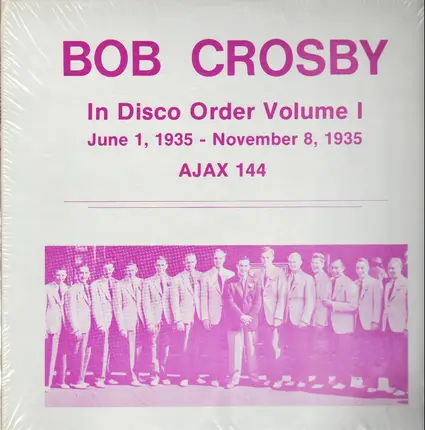 BOB CROSBY
In Disco Order Volume I
June 1, 1935 - November 8, 1935
AJAX 144